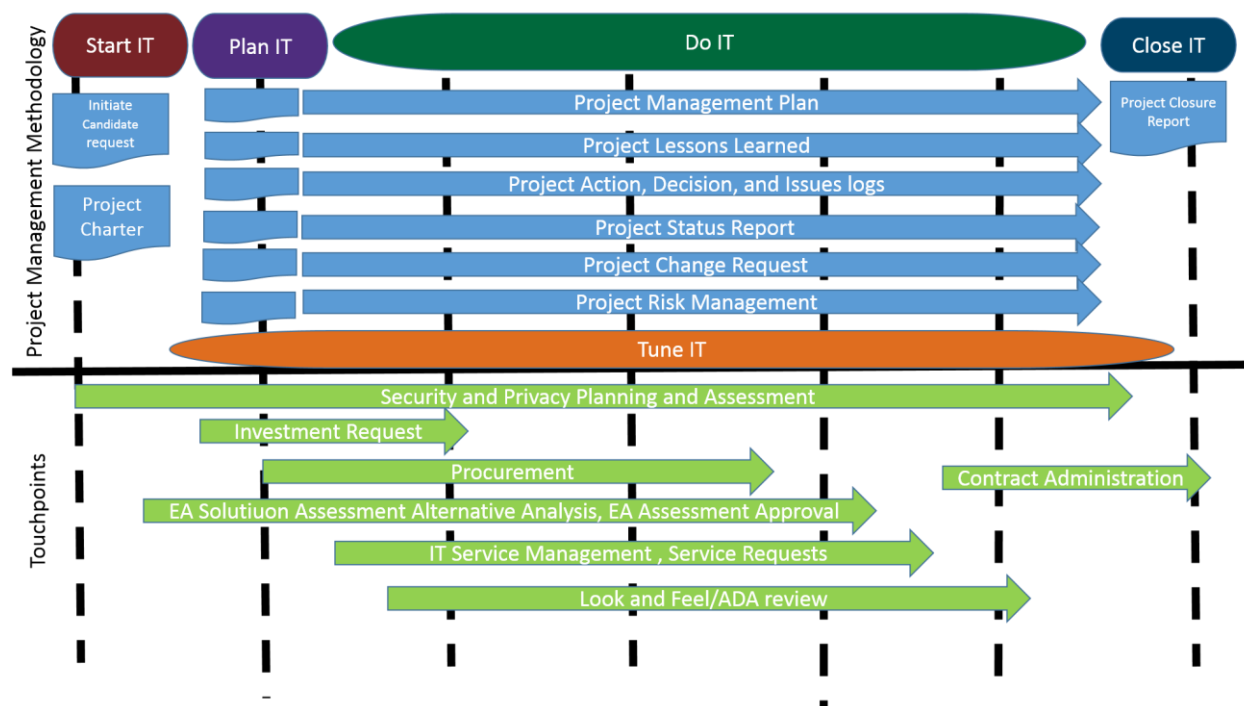 Project Management Methodology
Start IT
Plan IT
Do IT
Close IT
Initiate
Candidate
request
Project
Charter
Project Management Plan
Project Lessons Learned
Project Action, Decision, and Issues logs
Project Status Report
Project Change Request
Project Risk Management
Project Closure
Report
Tune IT
Touchpoints
Security and Privacy Planning and Assessment
Investment Request
Procurement
Contract Administration
EA Solutiuon Assessment Alternative Analysis, EA Assessment Approval
IT Service Management , Service Requests
Look and Feel/ADA review